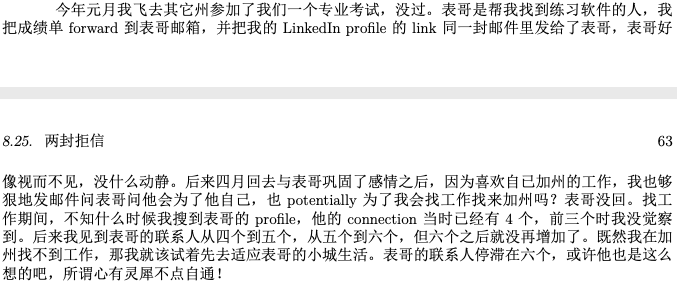 今年元月我飞去其它州参加了我们一个专业考试，没过。表哥是帮我找到练习软件的人，我
把成绩单 forward 到表哥邮箱，并把我的 LinkedIn profile 的 link 同一封邮件里发给了表哥，表哥好
8.25. 两封拒信 63
像视而不见，没什么动静。后来四月回去与表哥巩固了感情之后，因为喜欢自己加州的工作，我也够
狠地发邮件问表哥问他会为了他自己，也 potentially 为了我会找工作找来加州吗？表哥没回。找工
作期间，不知什么时候我搜到表哥的 profile，他的 connection 当时已经有 4 个，前三个时我没觉察
到。后来我见到表哥的联系人从四个到五个，从五个到六个，但六个之后就没再增加了。既然我在加
州找不到工作，那我就该试着先去适应表哥的小城生活。表哥的联系人停滞在六个，或许他也是这么
想的吧，所谓心有灵犀不点自通！